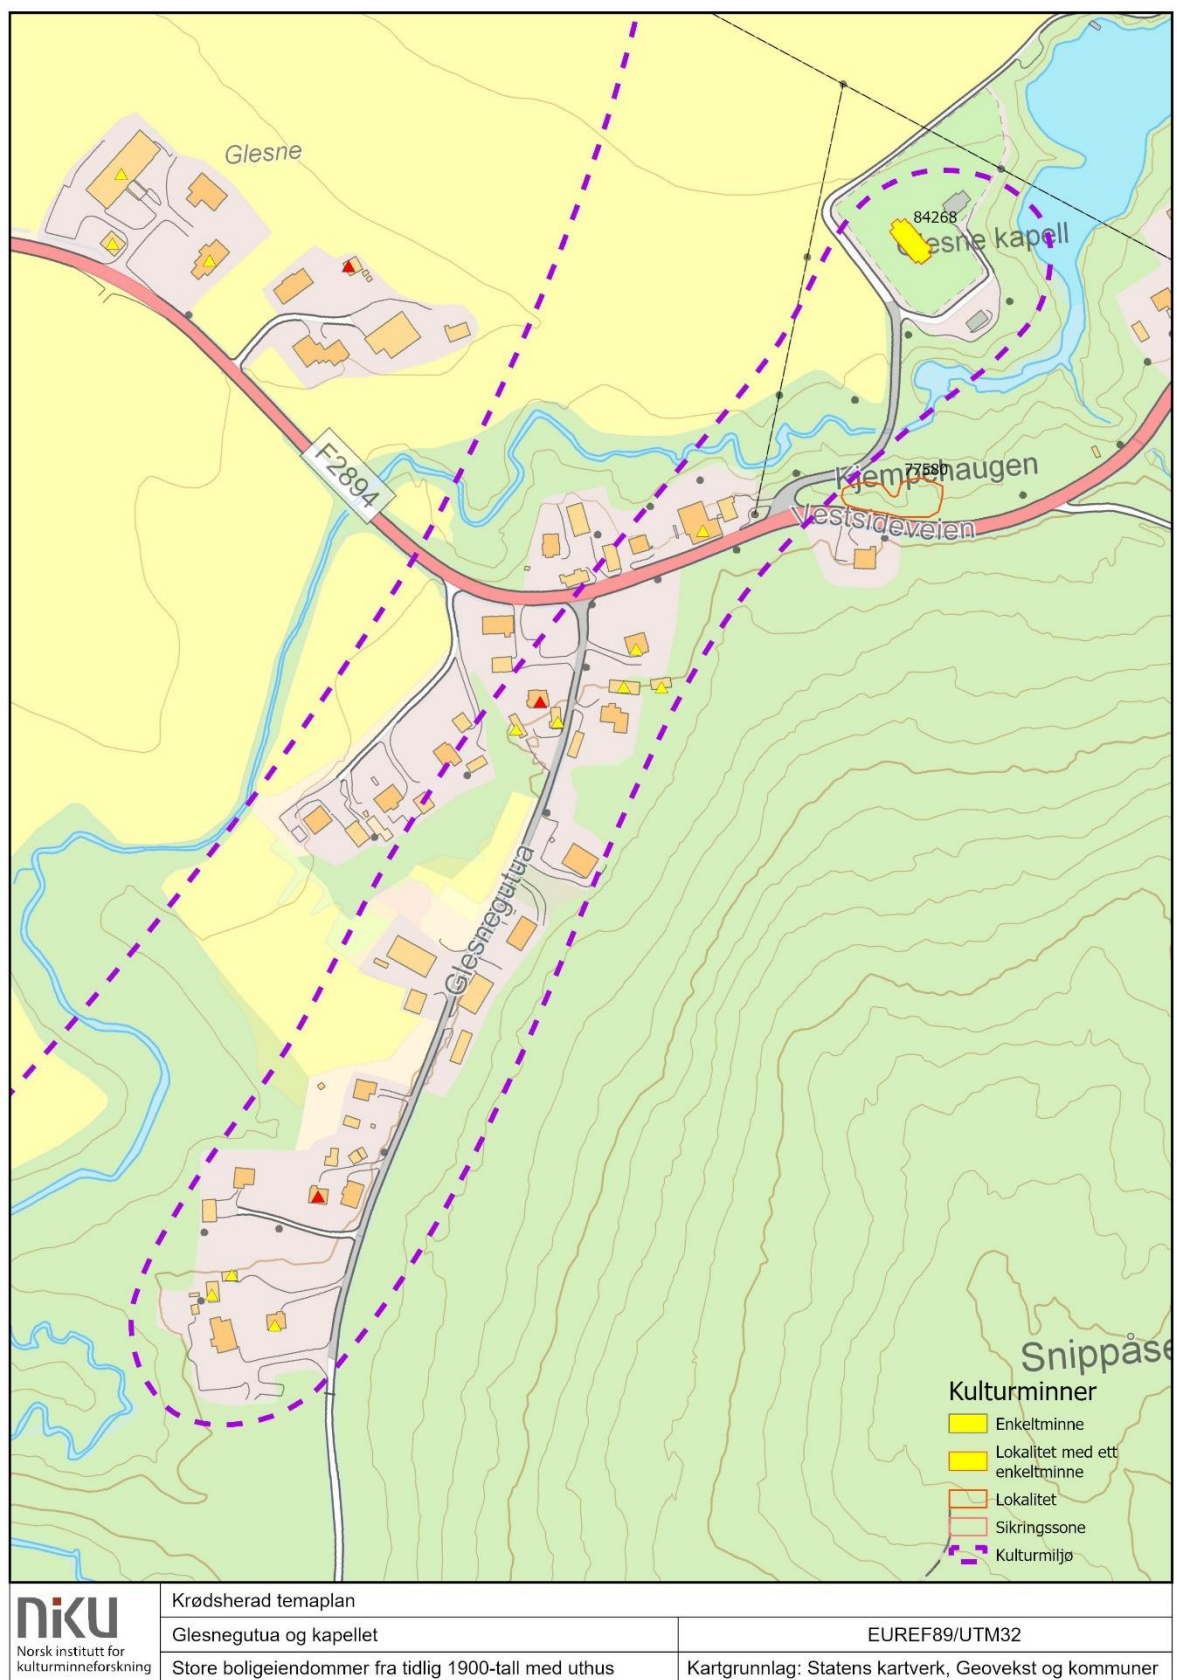 Glesne
84268
Glesne kapell
F2894
77580
Kjempehaugen
Vestsideveien
Glesnegutua
Snippåse
Kulturminner
Enkeltminne
Lokalitet med ett
enkeltminne
Lokalitet
Sikringssone
Kulturmiljø
niku
Norsk institutt for
kulturminneforskning
Krødsherad temaplan
Glesnegutua og kapellet
EUREF89/UTM32
Store boligeiendommer fra tidlig 1900-tall med uthus
Kartgrunnlag: Statens kartverk, Geovekst og kommuner